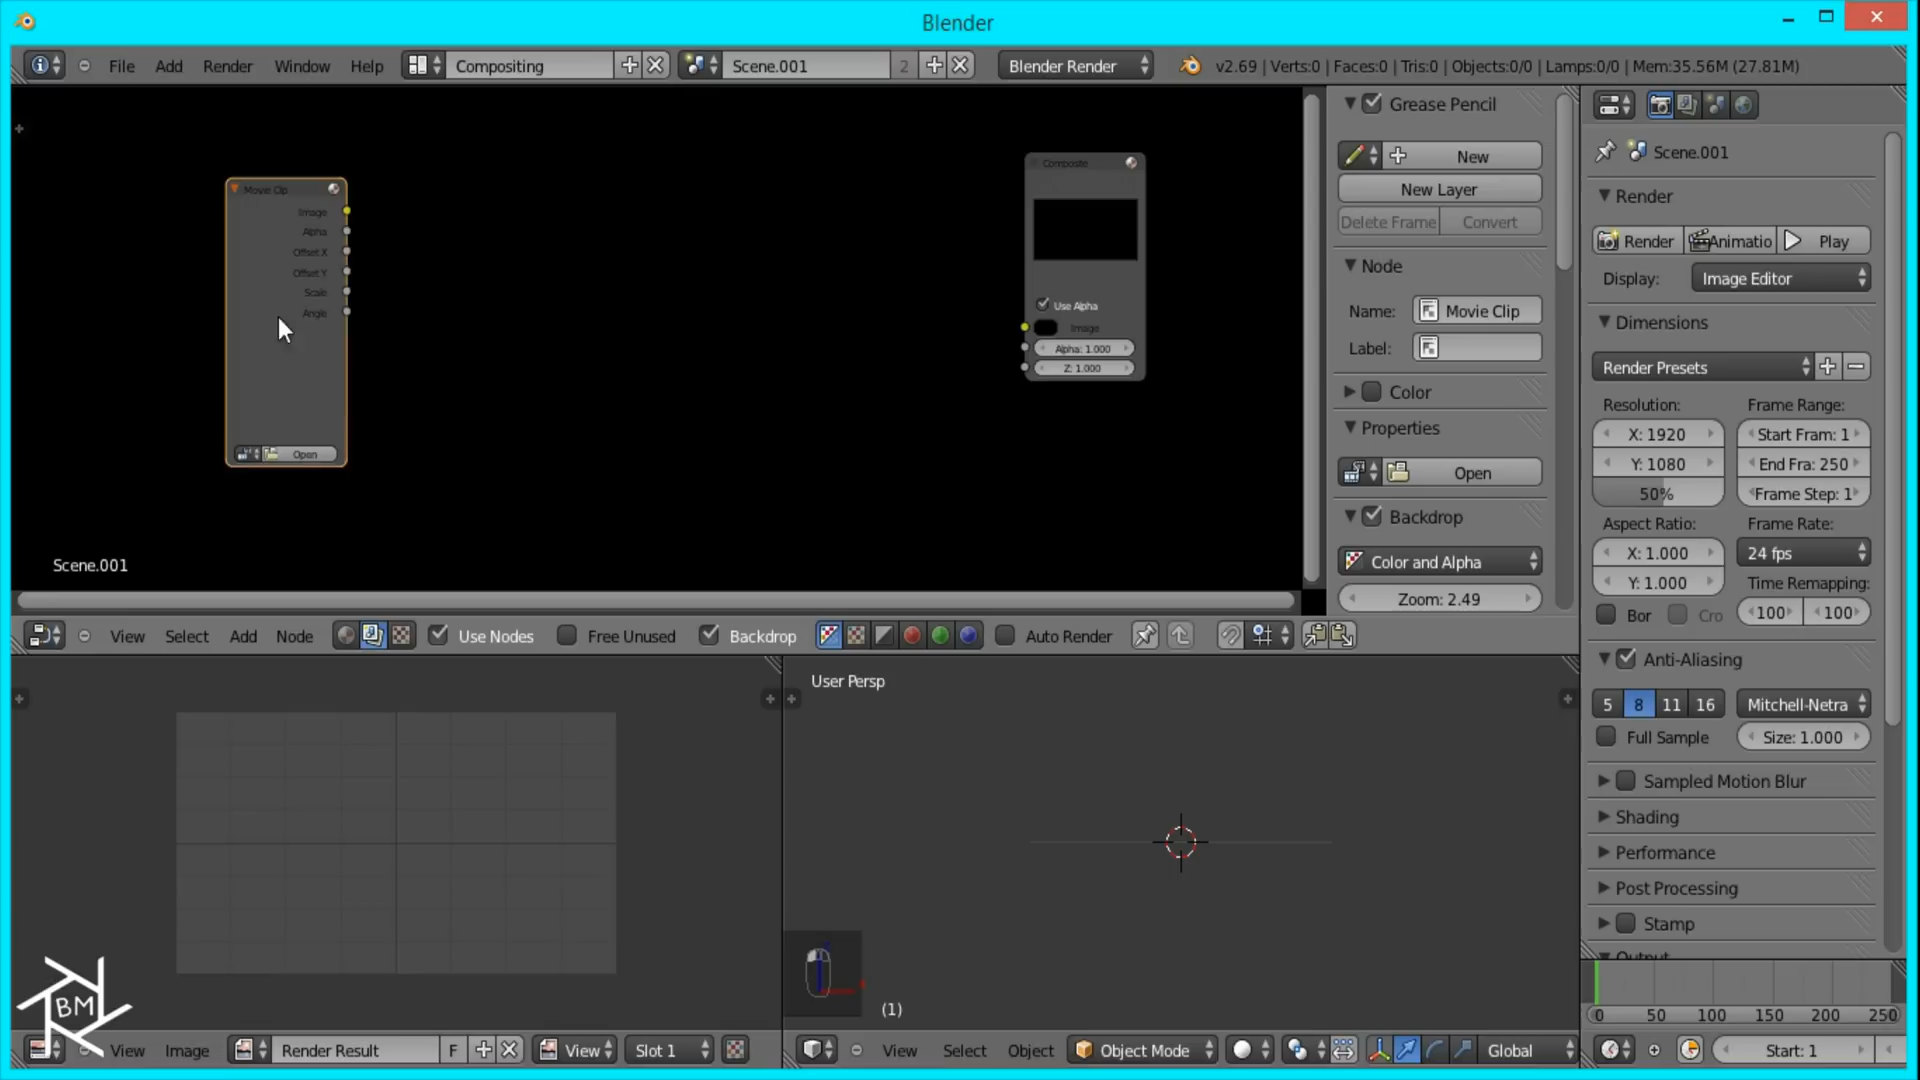 Blender
File Add Render Window Help Compositing Scene.001 2 Blender Render v2.69 | Verts:0 | Faces:0 | Tris:0 | Objects:0/0 | Lamps:0/0 | Mem:35.56M (27.81M)
Movie Clip
Image
Alpha
Offset X
Offset Y
Scale
Angle
Open
Composite
Use Alpha
Image
Alpha: 1.000
Z: 1.000
Scene.001
Grease Pencil
New
New Layer
Delete Frame Convert
Node
Name: Movie Clip
Label:
Color
Properties
Open
Backdrop
Color and Alpha
Zoom: 2.49
Scene.001
Render
Render Animatio Play
Display: Image Editor
Dimensions
Render Presets
Resolution: Frame Range:
X: 1920 Start Fram: 1
Y: 1080 End Fra: 250
50% Frame Step: 1
Aspect Ratio: Frame Rate:
X: 1.000 24 fps
Y: 1.000 Time Remapping:
Bor Cro 100 100
Anti-Aliasing
5 8 11 16 Mitchell-Netra
Full Sample Size: 1.000
Sampled Motion Blur
Shading
Performance
Post Processing
Stamp
Output
View Select Add Node Use Nodes Free Unused Backdrop Auto Render
User Persp
(1)
BM
0 50 100 150 200 250
View Image Render Result F View Slot 1
View Select Object Object Mode Global
Start: 1